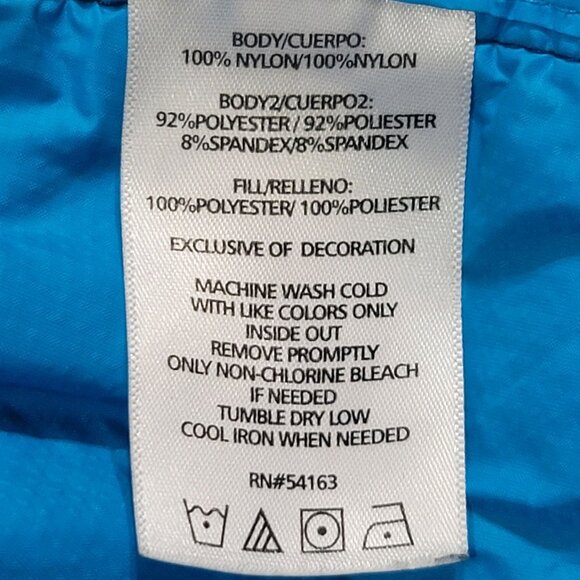 BODY/CUERPO:
100% NYLON/100%NYLON
BODY2/CUERPO2:
92%POLYESTER / 92%POLIESTER
8%SPANDEX/8%SPANDEX
FILL/RELLENO:
100%POLYESTER/ 100%POLIESTER
EXCLUSIVE OF DECORATION
MACHINE WASH COLD
WITH LIKE COLORS ONLY
INSIDE OUT
REMOVE PROMPTLY
ONLY NON-CHLORINE BLEACH
IF NEEDED
TUMBLE DRY LOW
COOL IRON WHEN NEEDED
RN#54163